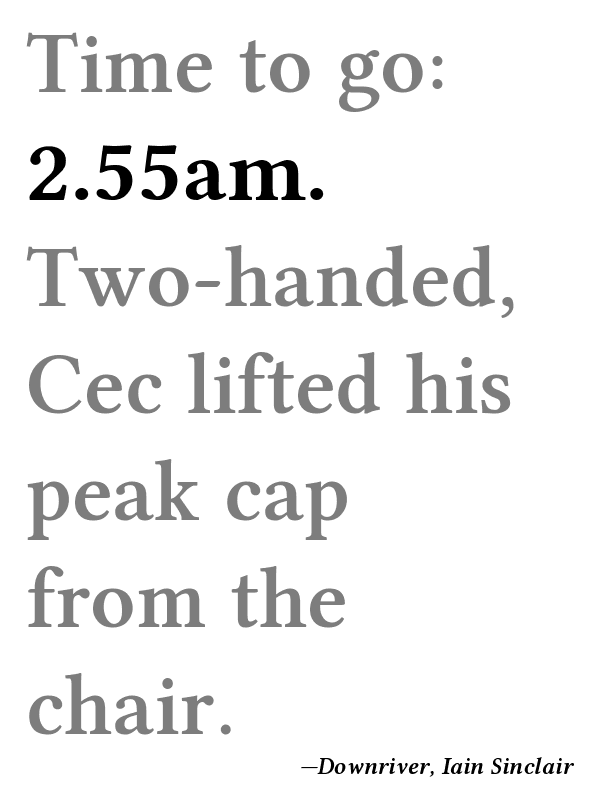 Time to go:
2.55am.
Two-handed,
Cec lifted his
peak cap
from the
chair.
—Downriver, Iain Sinclair